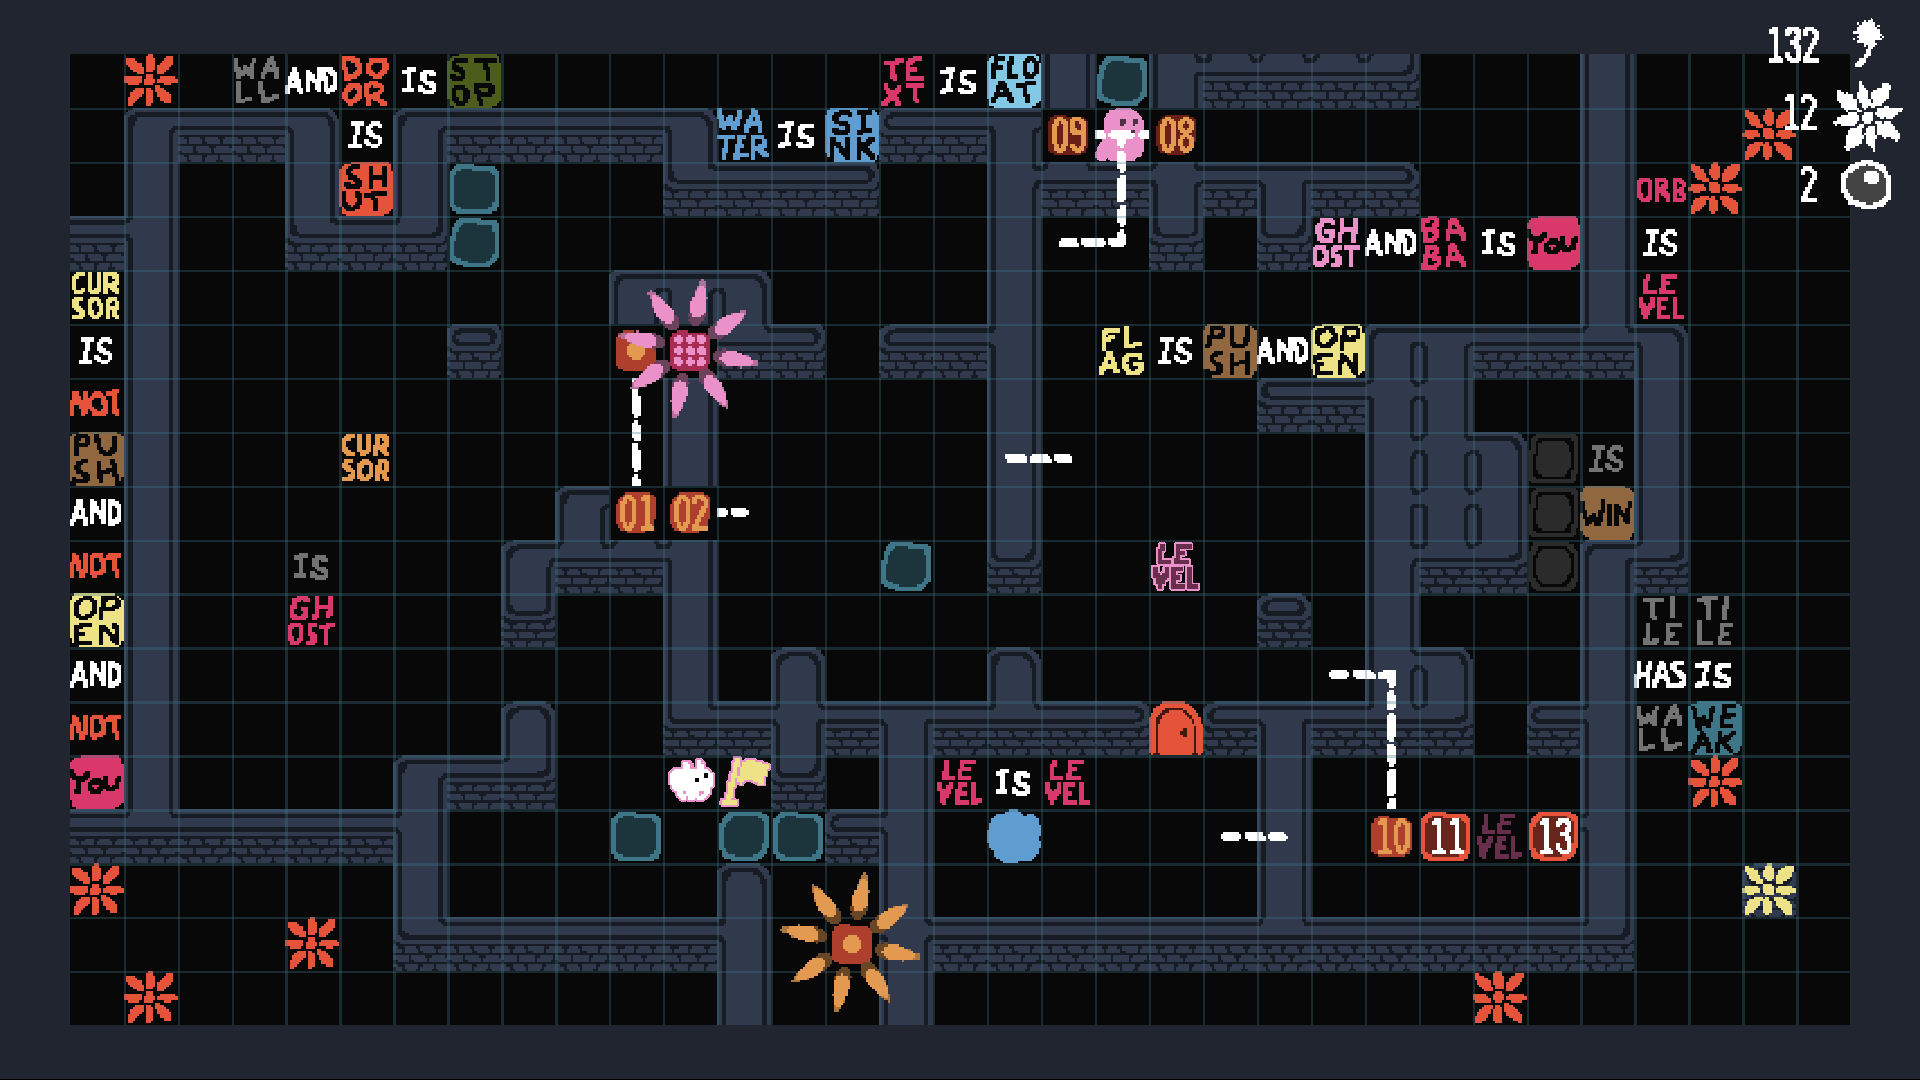 132
WALL AND DOOR IS STOP
TEXT IS FLOAT
12
IS
WATER IS SINK
09 08
SHUT
ORB
2
GHOST AND BABA IS YOU
IS
CURSOR
LEVEL
IS
FLAG IS PUSH AND OPEN
NOT
PUSH
CURSOR
IS
AND
01 02
WIN
NOT
IS
LEVEL
OPEN
GHOST
TILE TILE
AND
HAS IS
NOT
WALL WEAK
YOU
LEVEL IS LEVEL
10 11 LEVEL 13